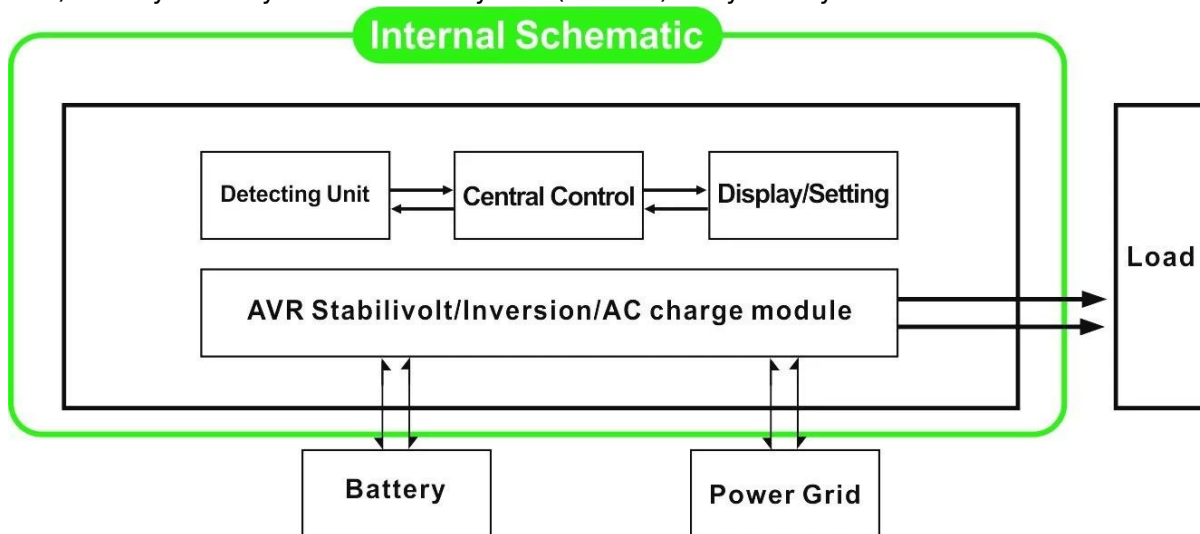 Internal Schematic
Detecting Unit
Central Control
Display/Setting
Load
AVR Stabilivolt/Inversion/AC charge module
Battery
Power Grid